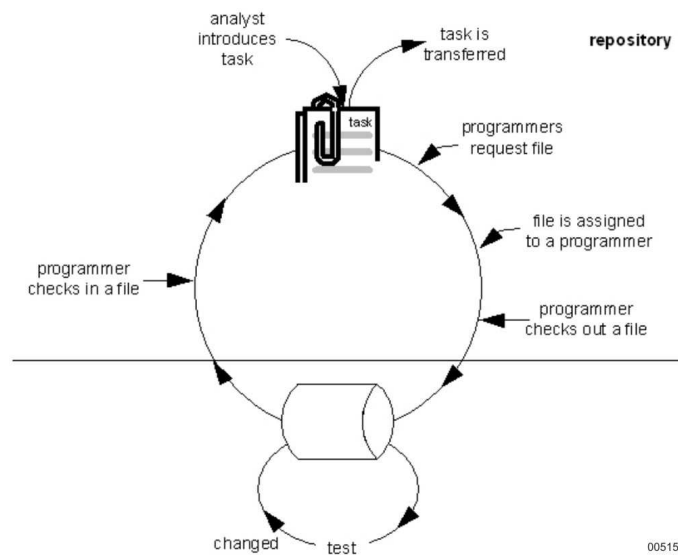 analyst
introduces
task
task is
transferred
repository
task
programmers
request file
file is assigned
to a programmer
programmer
checks in a file
programmer
checks out a file
changed
test
00515